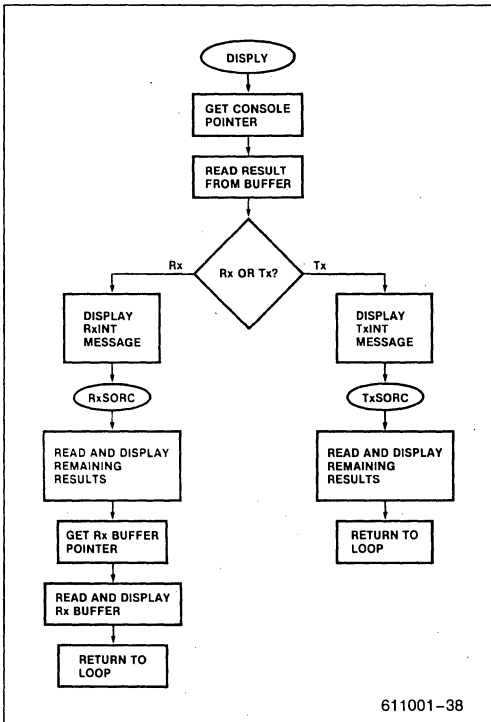 DISPLY
GET CONSOLE
POINTER
READ RESULT
FROM BUFFER
Rx OR Tx?
Rx
Tx
DISPLAY
RxINT
MESSAGE
RxSORC
READ AND DISPLAY
REMAINING
RESULTS
GET Rx BUFFER
POINTER
READ AND DISPLAY
Rx BUFFER
RETURN TO
LOOP
DISPLAY
TxINT
MESSAGE
TxSORC
READ AND DISPLAY
REMAINING
RESULTS
RETURN TO
LOOP
611001-38